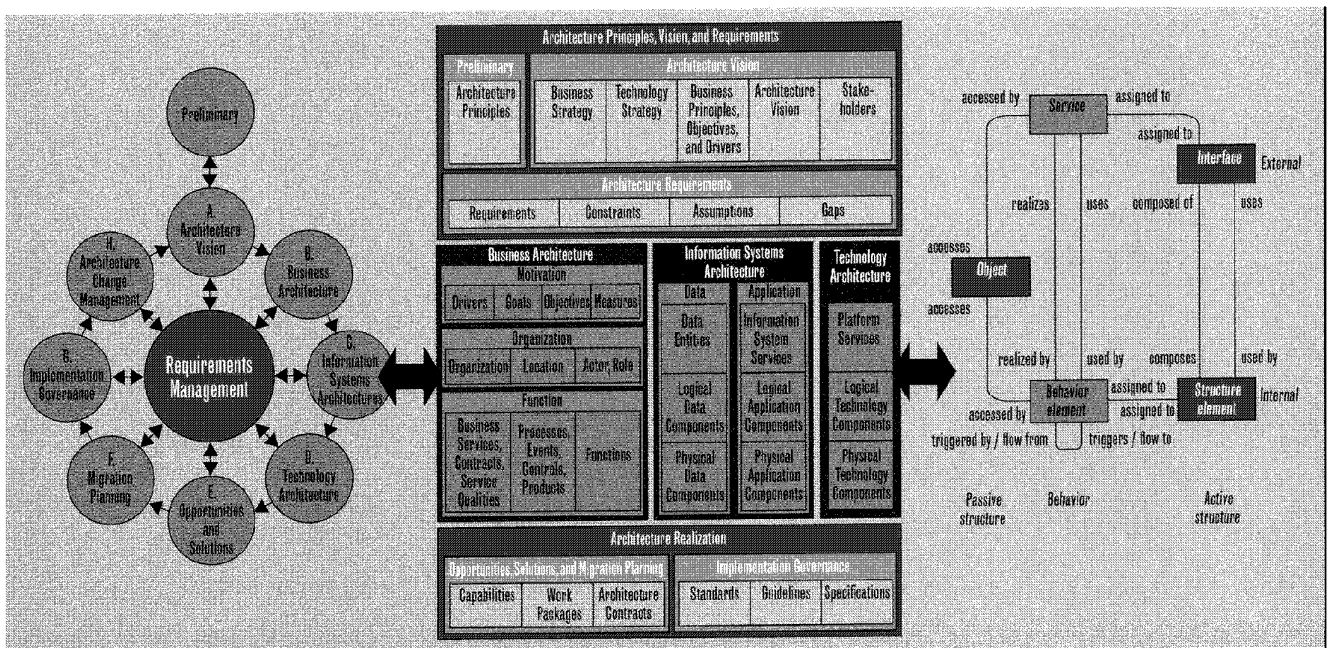 Preliminary
A.
Architecture
Vision
B.
Business
Architecture
C.
Information
Systems
Architectures
D.
Technology
Architecture
E.
Opportunities
and
Solutions
F.
Migration
Planning
G.
Implementation
Governance
H.
Architecture
Change
Management
Requirements
Management
Architecture Principles, Vision, and Requirements
Preliminary
Architecture
Principles
Architecture Vision
Business
Strategy
Technology
Strategy
Business
Principles,
Objectives,
and Drivers
Architecture
Vision
Stake-
holders
Architecture Requirements
Requirements
Constraints
Assumptions
Gaps
Business Architecture
Motivation
Drivers
Goals
Objectives
Measures
Organization
Organization
Location
Actor, Role
Function
Business
Services,
Contracts,
Service
Qualities
Processes,
Events,
Controls,
Products
Functions
Information Systems
Architecture
Data
Data
Entities
Logical
Data
Components
Physical
Data
Components
Application
Information
System
Services
Logical
Application
Components
Physical
Application
Components
Technology
Architecture
Platform
Services
Logical
Technology
Components
Physical
Technology
Components
Architecture Realization
Opportunities, Solutions, and Migration Planning
Capabilities
Work
Packages
Architecture
Contracts
Implementation Governance
Standards
Guidelines
Specifications
accessed by
Service
assigned to
assigned to
Interface
External
realizes
uses
composed of
uses
accesses
Object
accesses
realized by
used by
composes
used by
Behavior
element
assigned to
assigned to
Structure
element
Internal
accessed by
triggered by / flow from
triggers / flow to
Passive
structure
Behavior
Active
structure